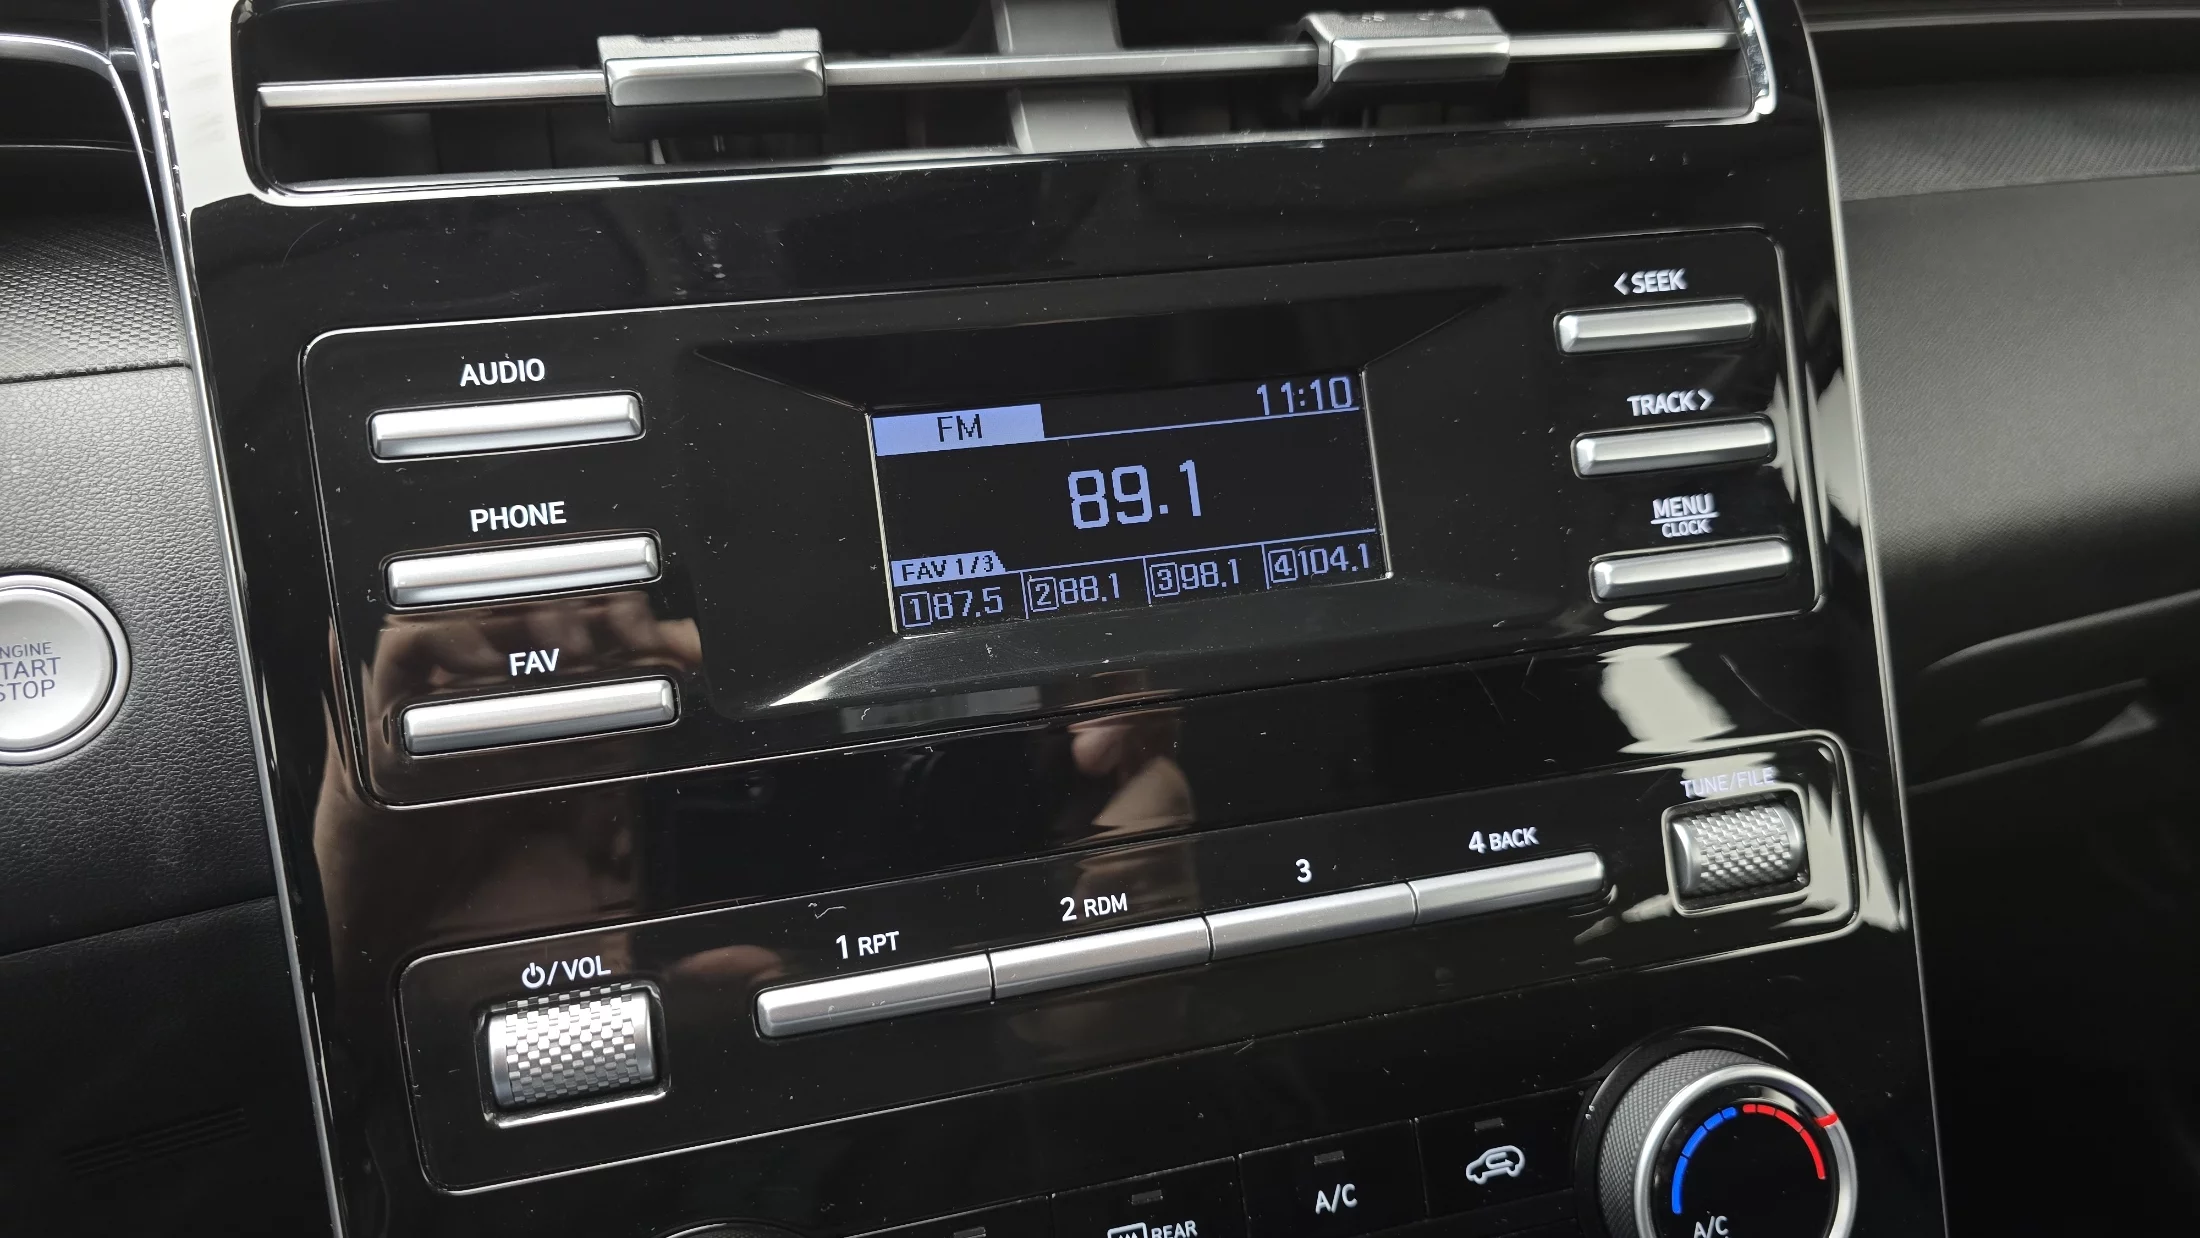 AUDIO
PHONE
FAV
FM 11:10
89.1
FAV 1/3
1 87.5 2 88.1 3 98.1 4 104.1
<SEEK
TRACK>
MENU
CLOCK
ENGINE
START
STOP
TUNE/FILE
/VOL
1 RPT
2 RDM
3
4 BACK
REAR
A/C
A/C